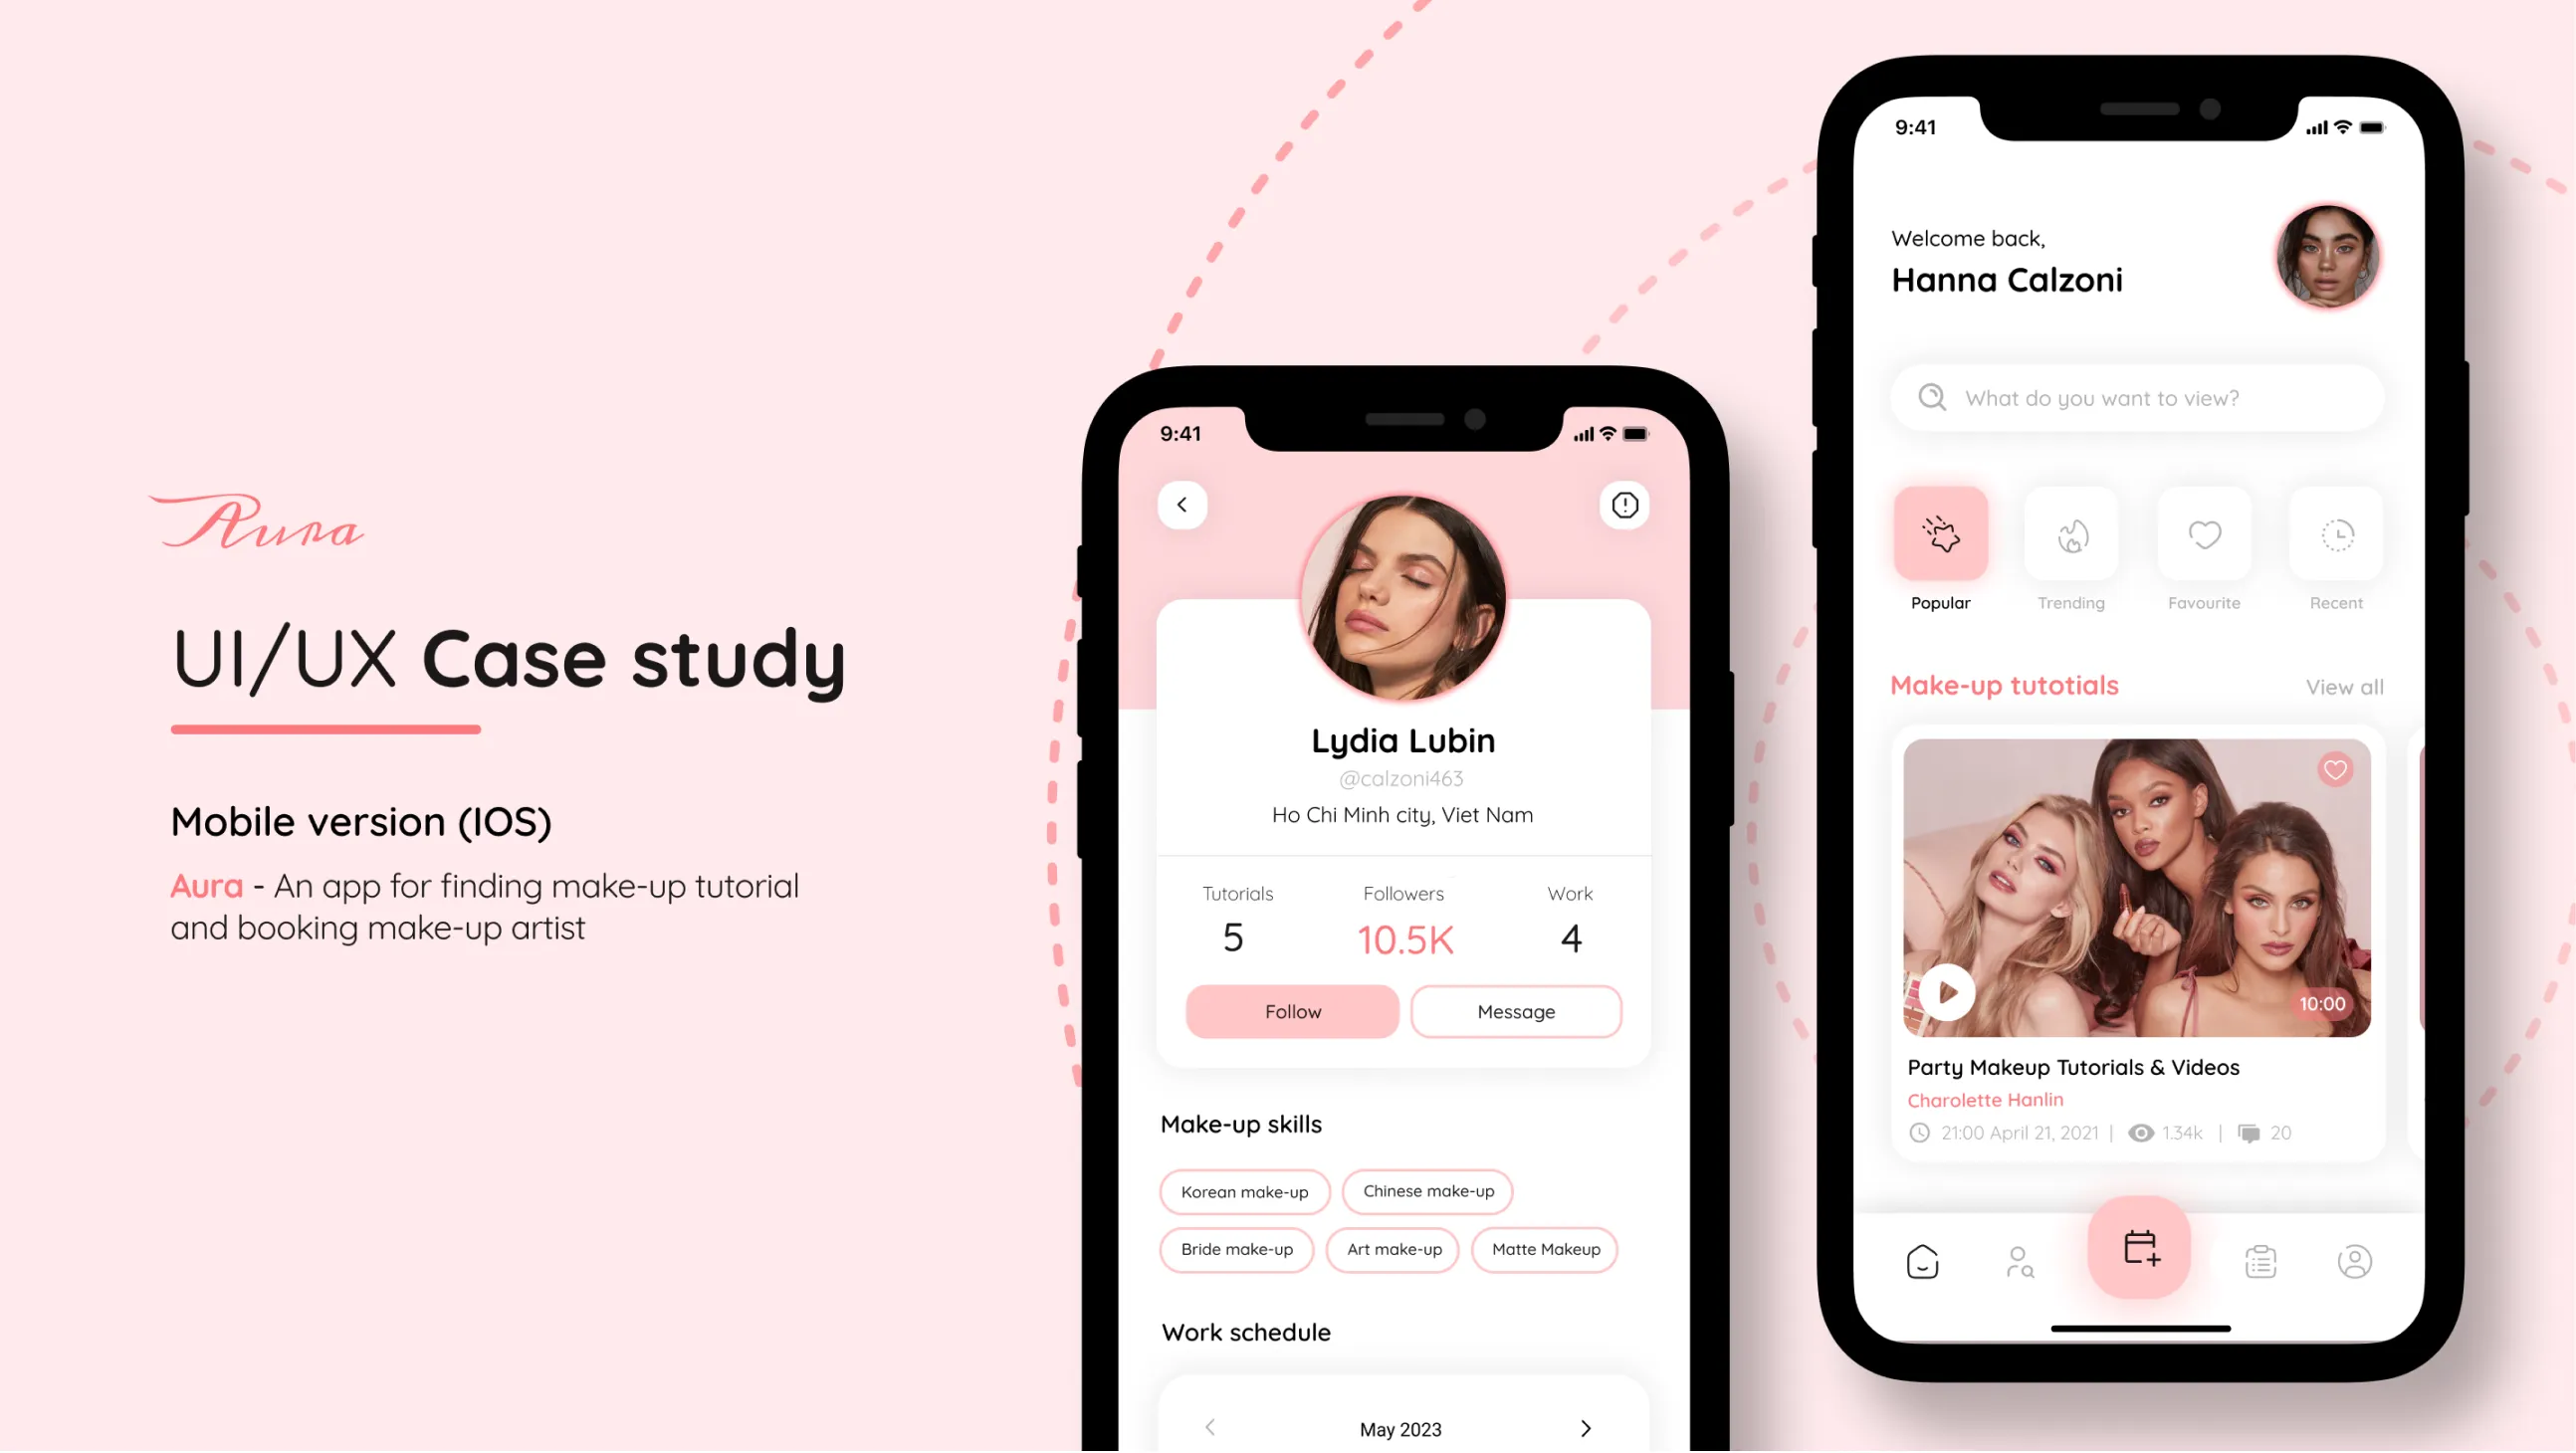 Aura
UI/UX Case study
Mobile version (IOS)
Aura - An app for finding make-up tutorial
and booking make-up artist
9:41
Lydia Lubin
@calzoni463
Ho Chi Minh city, Viet Nam
Tutorials Followers Work
5 10.5K 4
Follow Message
Make-up skills
Korean make-up Chinese make-up
Bride make-up Art make-up Matte Makeup
Work schedule
May 2023
9:41
Welcome back,
Hanna Calzoni
What do you want to view?
Popular Trending Favourite Recent
Make-up tutotials View all
10:00
Party Makeup Tutorials & Videos
Charolette Hanlin
21:00 April 21, 2021 | 1.34k | 20